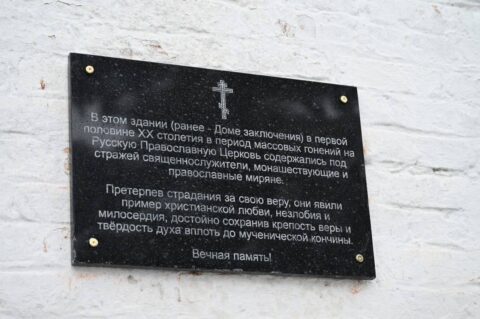 В этом здании (ранее - Доме заключения) в первой
половине XX столетия в период массовых гонений на
Русскую Православную Церковь содержались под
стражей священнослужители, монашествующие и
православные миряне.
Претерпев страдания за свою веру, они явили
пример христианской любви, незлобия и
милосердия, достойно сохранив крепость веры и
твёрдость духа вплоть до мученической кончины.
Вечная память!